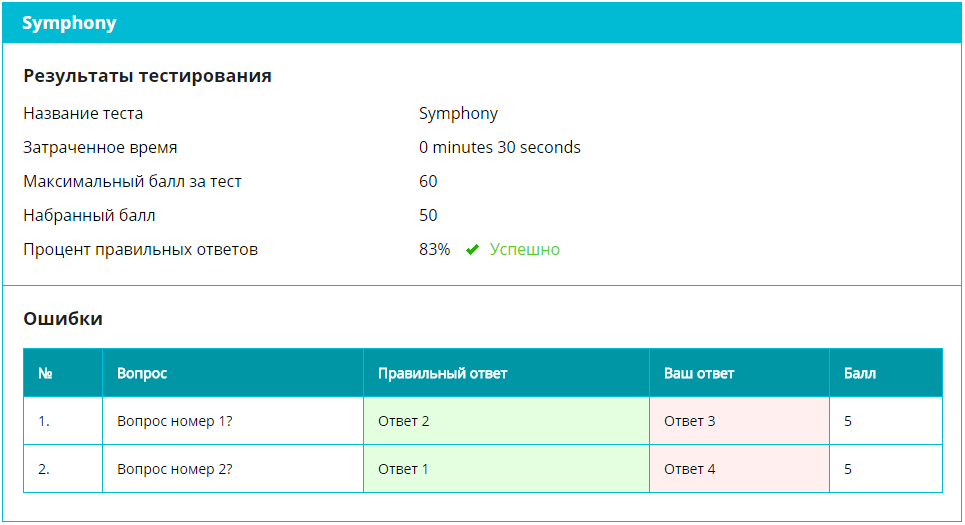 Symphony
Результаты тестирования
Название теста Symphony
Затраченное время 0 minutes 30 seconds
Максимальный балл за тест 60
Набранный балл 50
Процент правильных ответов 83% ✔ Успешно
Ошибки
№ Вопрос Правильный ответ Ваш ответ Балл
1. Вопрос номер 1? Ответ 2 Ответ 3 5
2. Вопрос номер 2? Ответ 1 Ответ 4 5